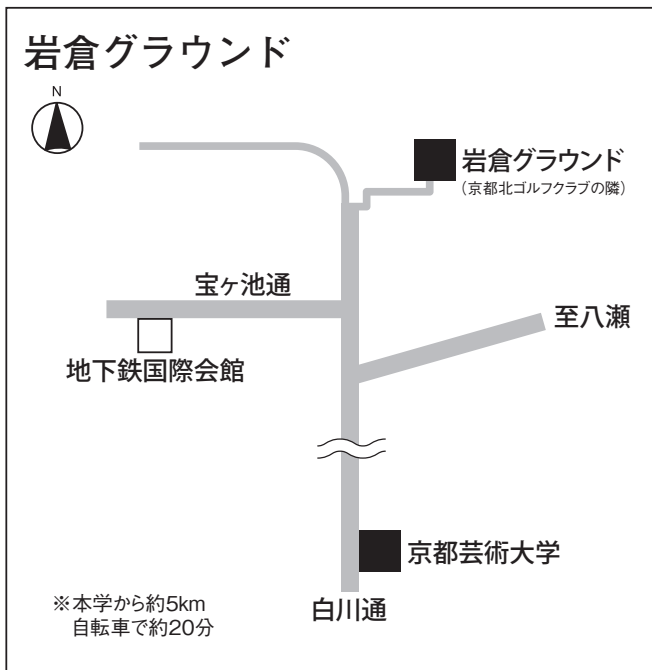 岩倉グラウンド
N
岩倉グラウンド
(京都北ゴルフクラブの隣)
宝ヶ池通
至八瀬
地下鉄国際会館
京都芸術大学
※本学から約5km
自転車で約20分
白川通